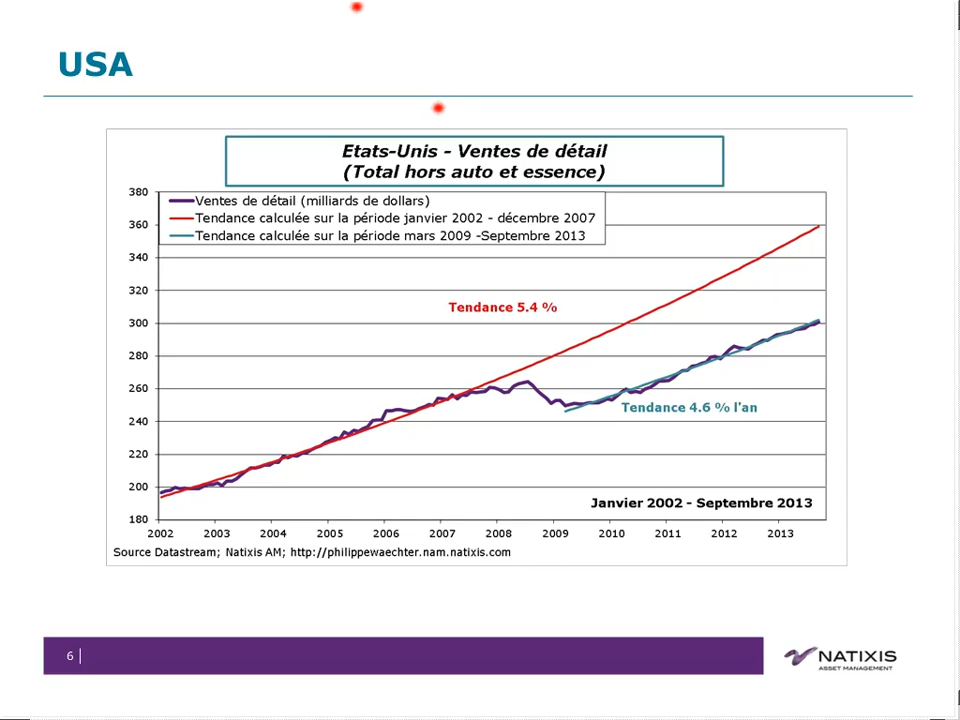 USA
Etats-Unis - Ventes de détail
(Total hors auto et essence)
380
360
340
320
300
280
260
240
220
200
180
Ventes de détail (milliards de dollars)
Tendance calculée sur la période janvier 2002 - décembre 2007
Tendance calculée sur la période mars 2009 -Septembre 2013
Tendance 5.4 %
Tendance 4.6 % l'an
Janvier 2002 - Septembre 2013
2002 2003 2004 2005 2006 2007 2008 2009 2010 2011 2012 2013
Source Datastream; Natixis AM; http://philippewaechter.nam.natixis.com
6
NATIXIS
ASSET MANAGEMENT